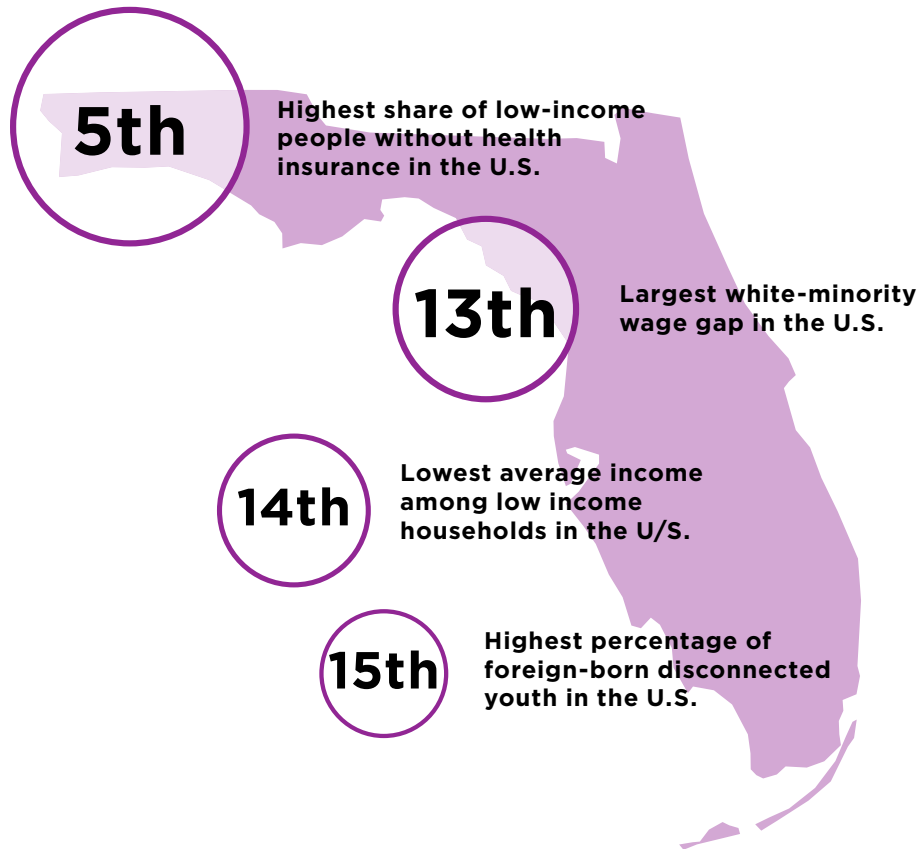 5th
Highest share of low-income
people without health
insurance in the U.S.
13th
Largest white-minority
wage gap in the U.S.
14th
Lowest average income
among low income
households in the U/S.
15th
Highest percentage of
foreign-born disconnected
youth in the U.S.